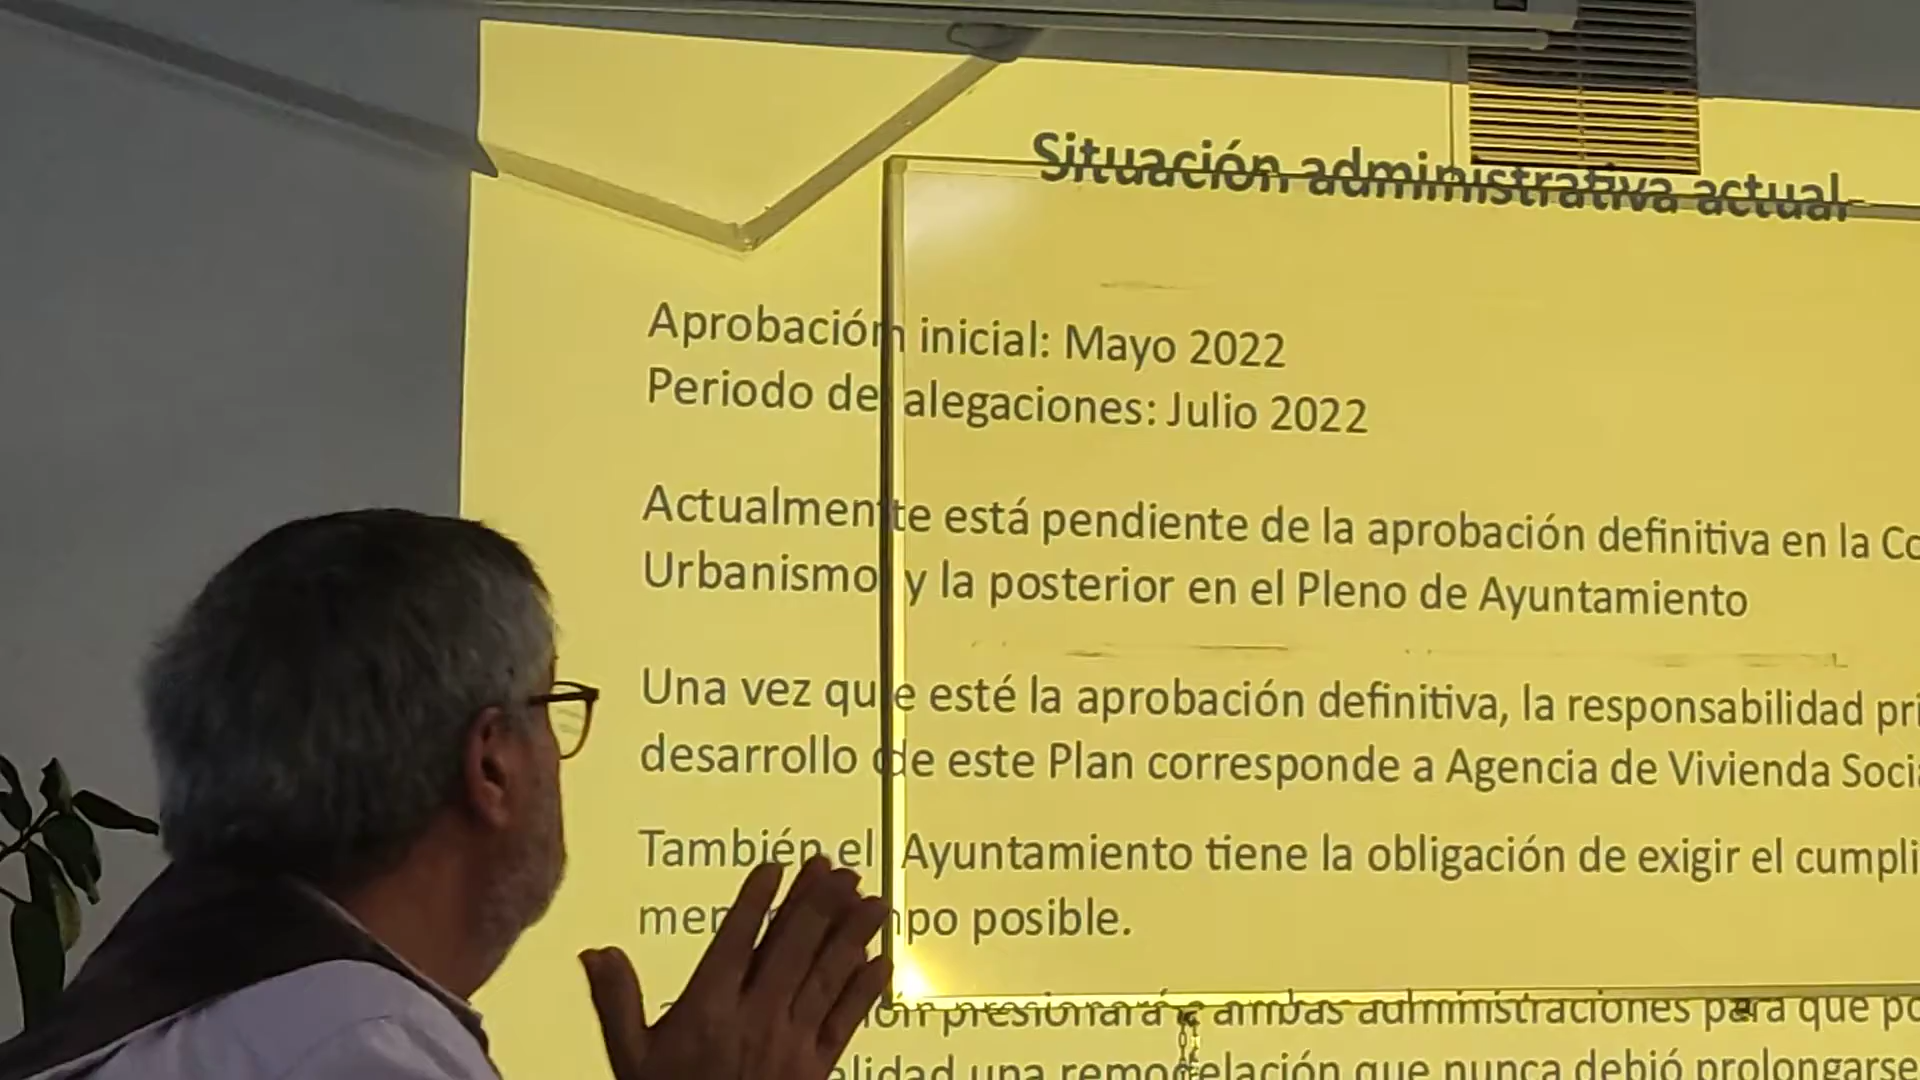 Situación administrativa actual
Aprobación inicial: Mayo 2022
Periodo de alegaciones: Julio 2022
Actualmente está pendiente de la aprobación definitiva en la
Urbanismo y la posterior en el Pleno de Ayuntamiento
Una vez que esté la aprobación definitiva, la responsabilidad
desarrollo de este Plan corresponde a Agencia de Vivienda
También el Ayuntamiento tiene la obligación de exigir el
posible.
presionará a ambas administraciones para que
una remodelación que nunca debió prolongarse